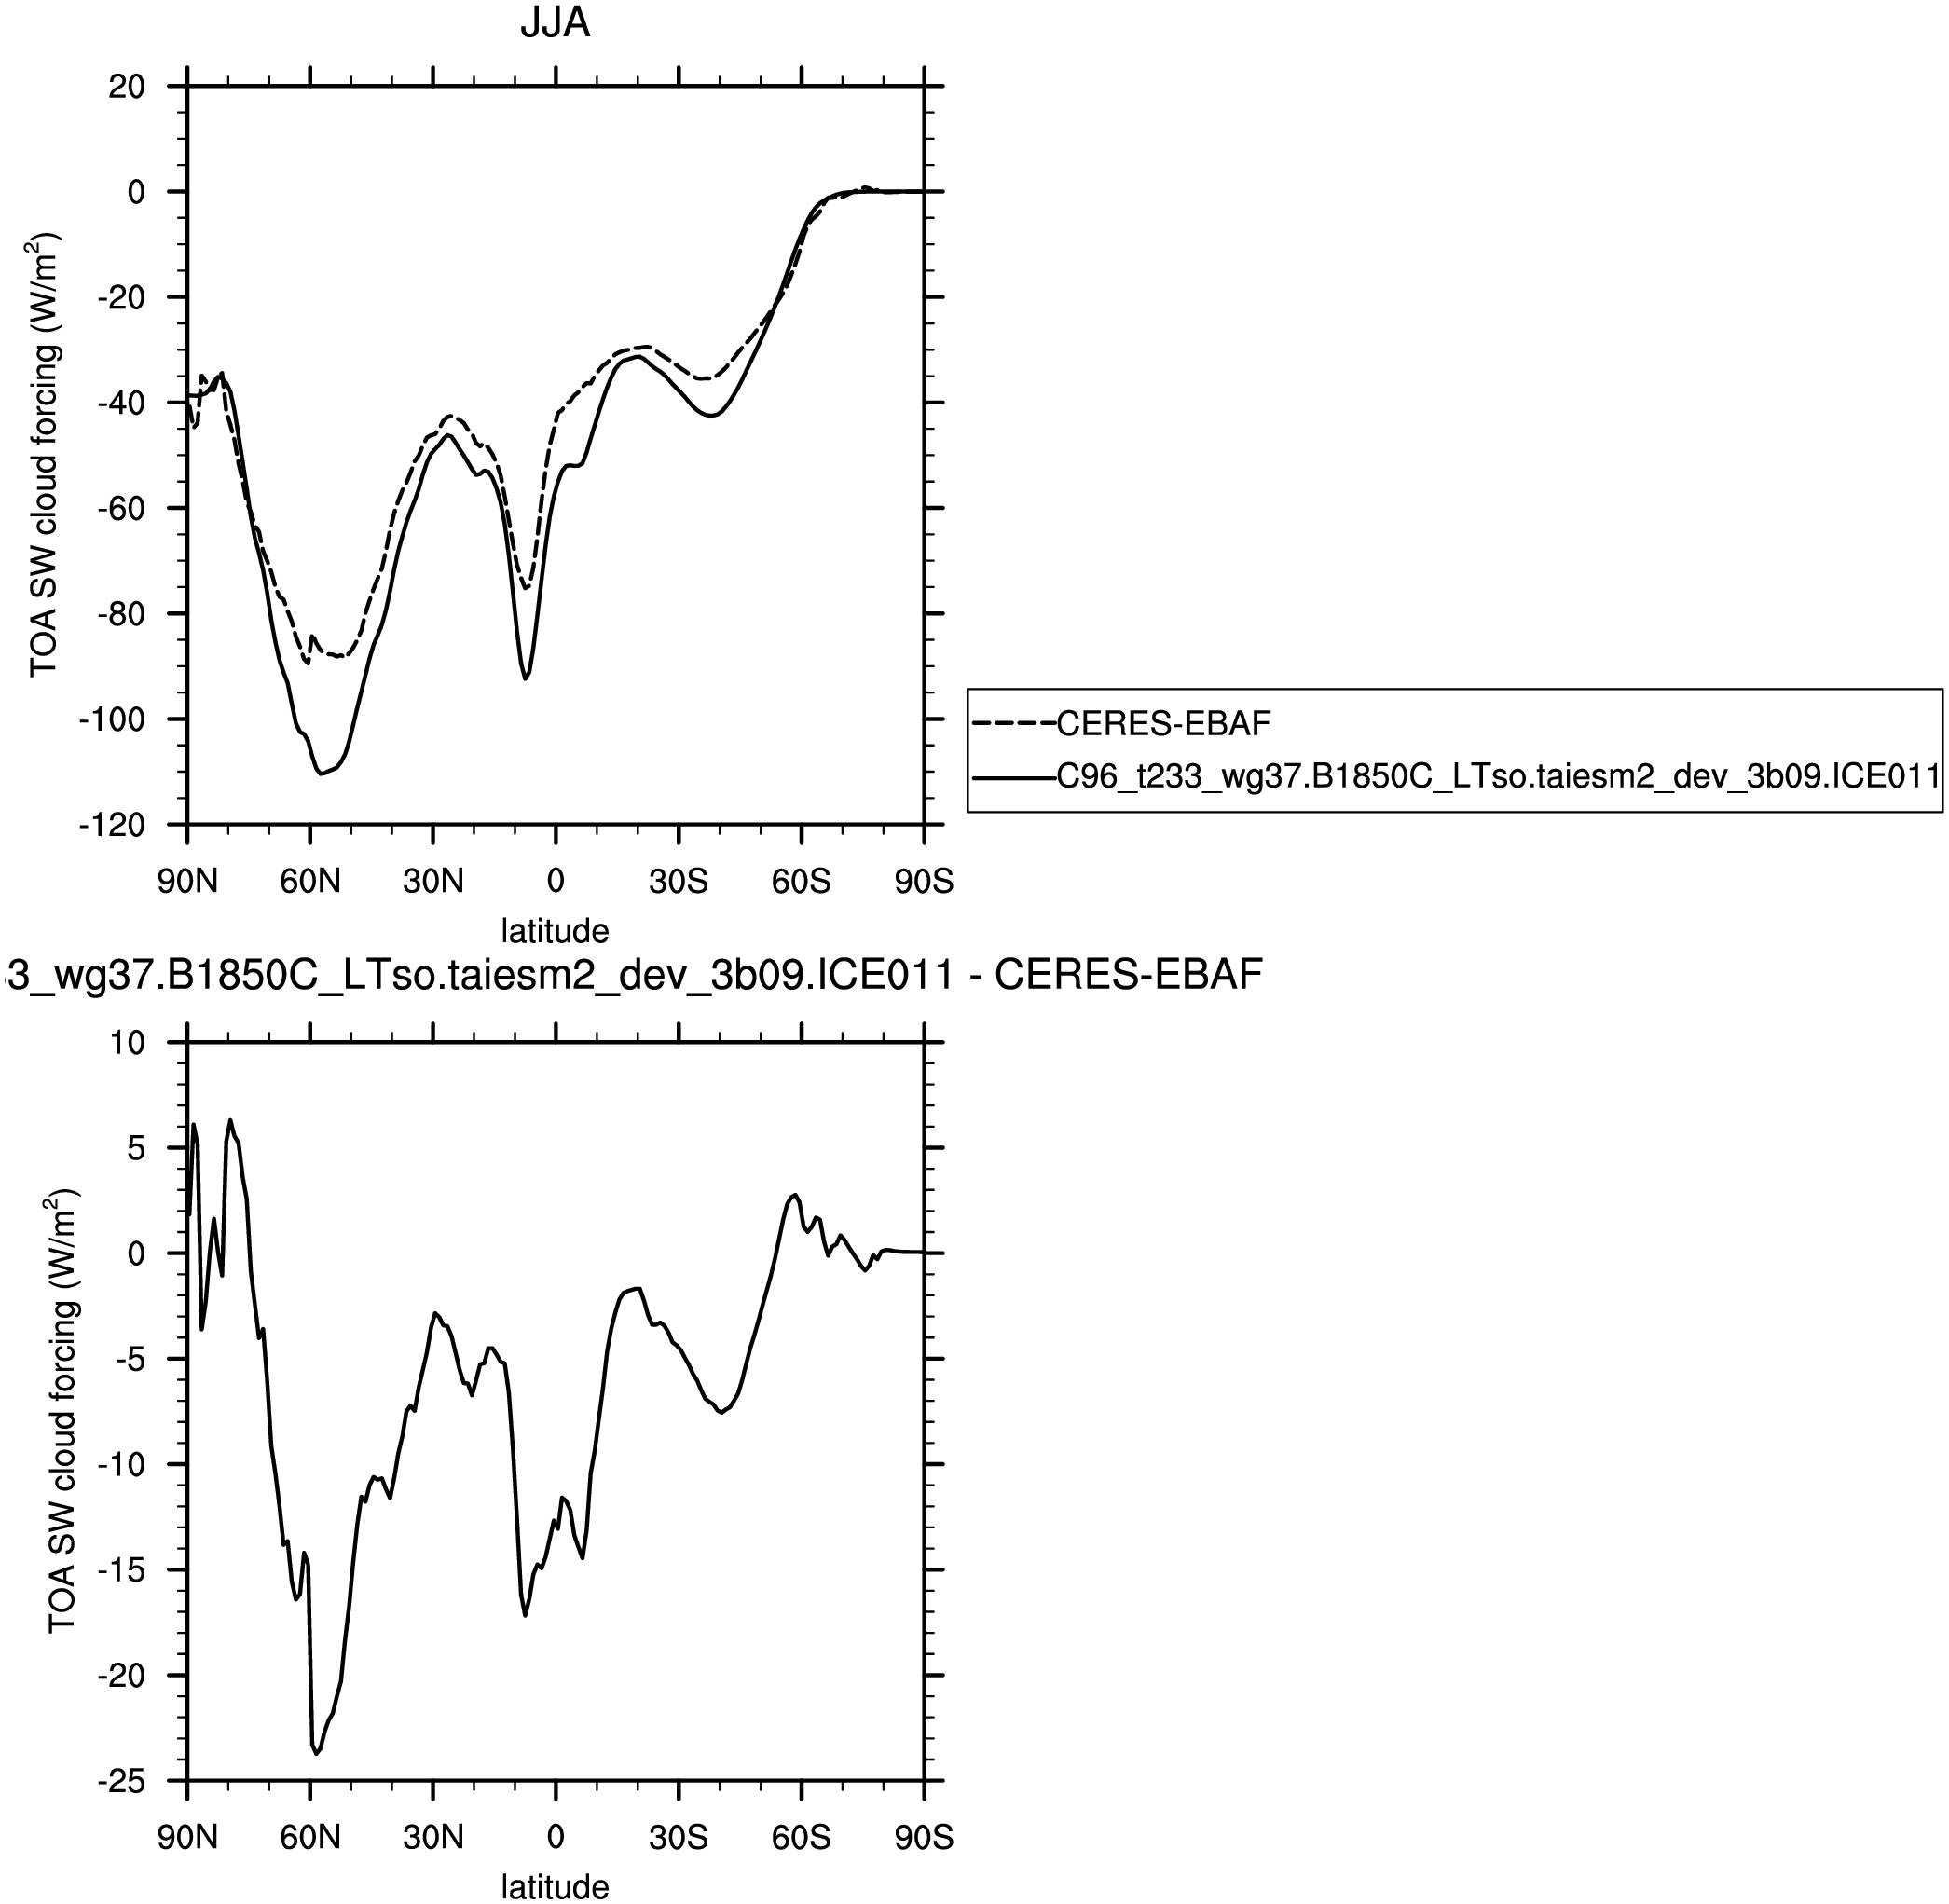 JJA
TOA SW cloud forcing (W/m²)
20
0
-20
-40
-60
-80
-100
-120
90N 60N 30N 0 30S 60S 90S
latitude
CERES-EBAF
C96_t233_wg37.B1850C_LTso.taiesm2_dev_3b09.ICE011
3_wg37.B1850C_LTso.taiesm2_dev_3b09.ICE011 - CERES-EBAF
TOA SW cloud forcing (W/m²)
10
5
0
-5
-10
-15
-20
-25
90N 60N 30N 0 30S 60S 90S
latitude